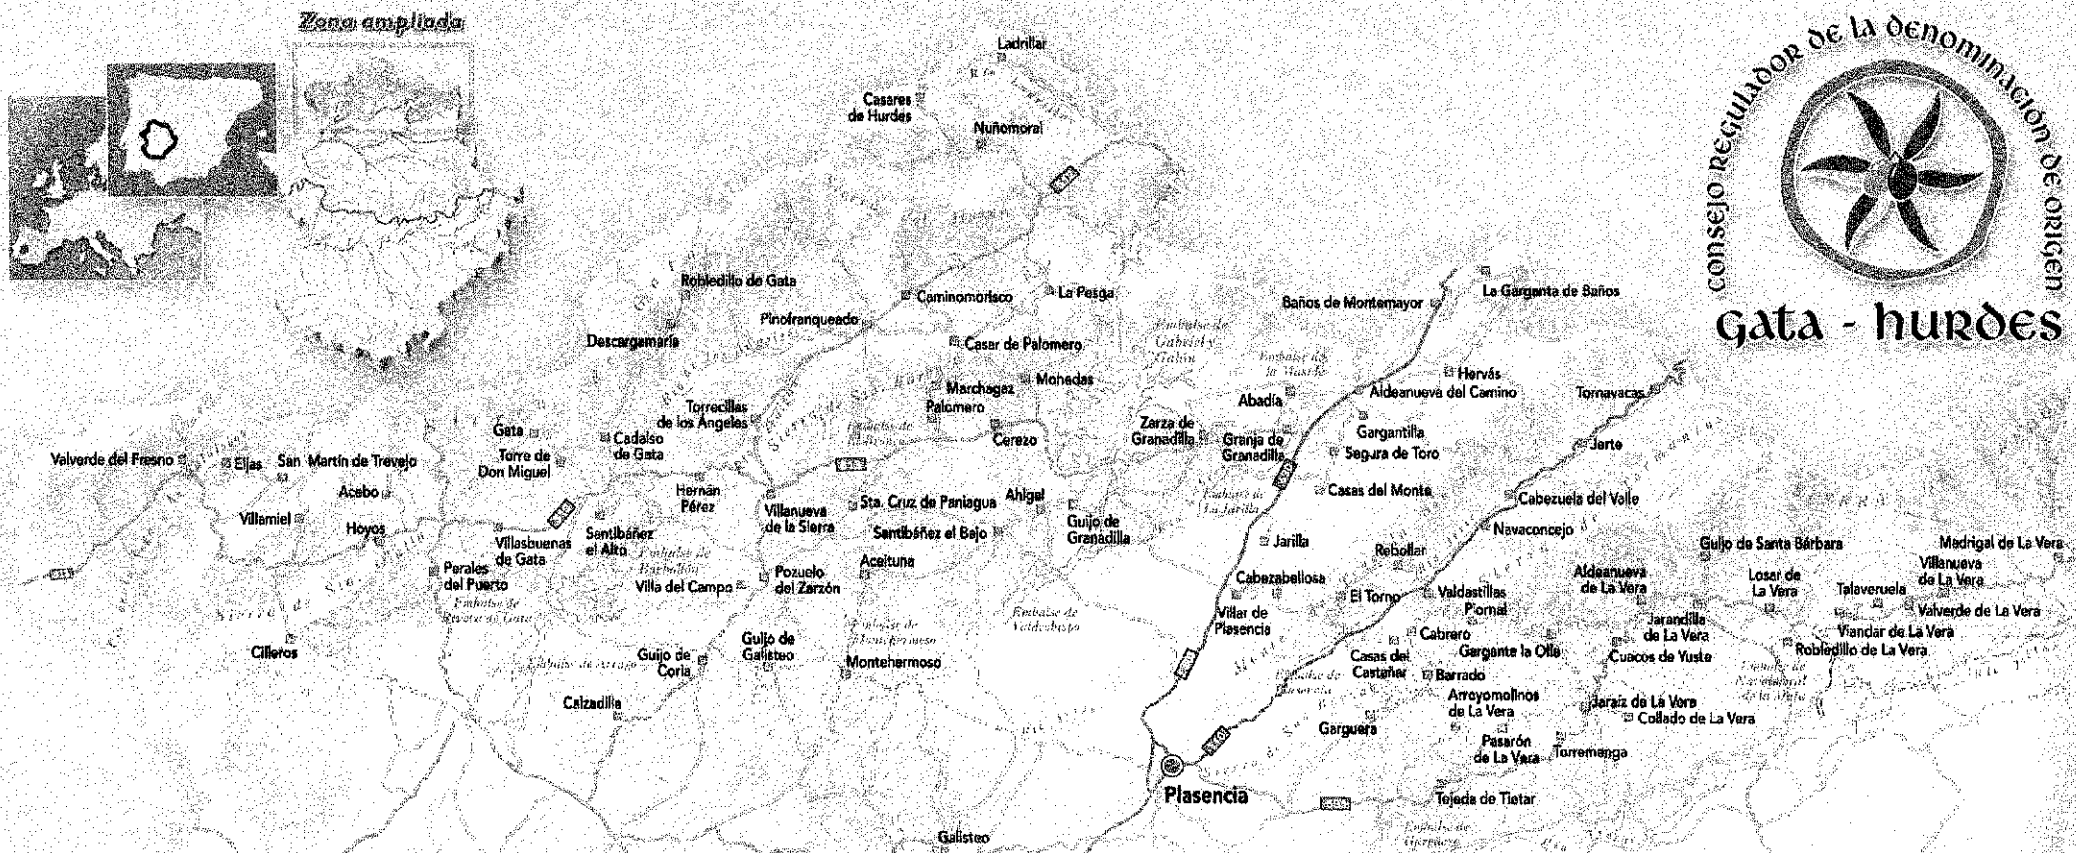 Zona ampliada
CONSEJO REGULADOR DE LA DENOMINACIÓN DE ORIGEN
GATA - HURDES
Ladrillar
Casares
de Hurdes
Nuñomoral
Robledillo de Gata
Caminomorisco
La Pesga
Baños de Montemayor
La Garganta de Baños
Pinofranqueado
Descargamaría
Casar de Palomero
Embalse de
Gabriel y
Galán
Marchagaz
Mohedas
Abadía
Aldeanueva del Camino
Hervás
Tornavacas
Palomero
Torrecillas
de los Ángeles
Gata
Cadalso
de Gata
Cerezo
Zarza de
Granadilla
Granja de
Granadilla
Gargantilla
Segura de Toro
Jerte
Valverde del Fresno
Eljas
San Martín de Trevejo
Torre de
Don Miguel
Acebo
Hernán
Pérez
Villanueva
de la Sierra
Sta. Cruz de Paniagua
Ahigal
Casas del Monte
Cabezuela del Valle
Villamiel
Hoyos
Villasbuenas
de Gata
Santibáñez
el Alto
Santibáñez el Bajo
Guijo de
Granadilla
Jarilla
Rebollar
Navaconcejo
Guijo de Santa Bárbara
Madrigal de La Vera
Perales
del Puerto
Villa del Campo
Pozuelo
del Zarzón
Aceituna
Cabezabellosa
El Torno
Valdastillas
Piornal
Aldeanueva
de La Vera
Losar de
La Vera
Talaveruela
Villanueva
de La Vera
Valverde de La Vera
Villar de
Plasencia
Cilleros
Guijo de
Coria
Guijo de
Galisteo
Montehermoso
Cabrero
Casas del
Castañar
Garganta la Olla
Jarandilla
de La Vera
Cuacos de Yuste
Viandar de La Vera
Robledillo de La Vera
Barrado
Calzadilla
Garguera
Arroyomolinos
de La Vera
Jaraíz de La Vera
Collado de La Vera
Pasarón
de La Vera
Torremenga
Plasencia
Tejeda de Tietar
Galisteo